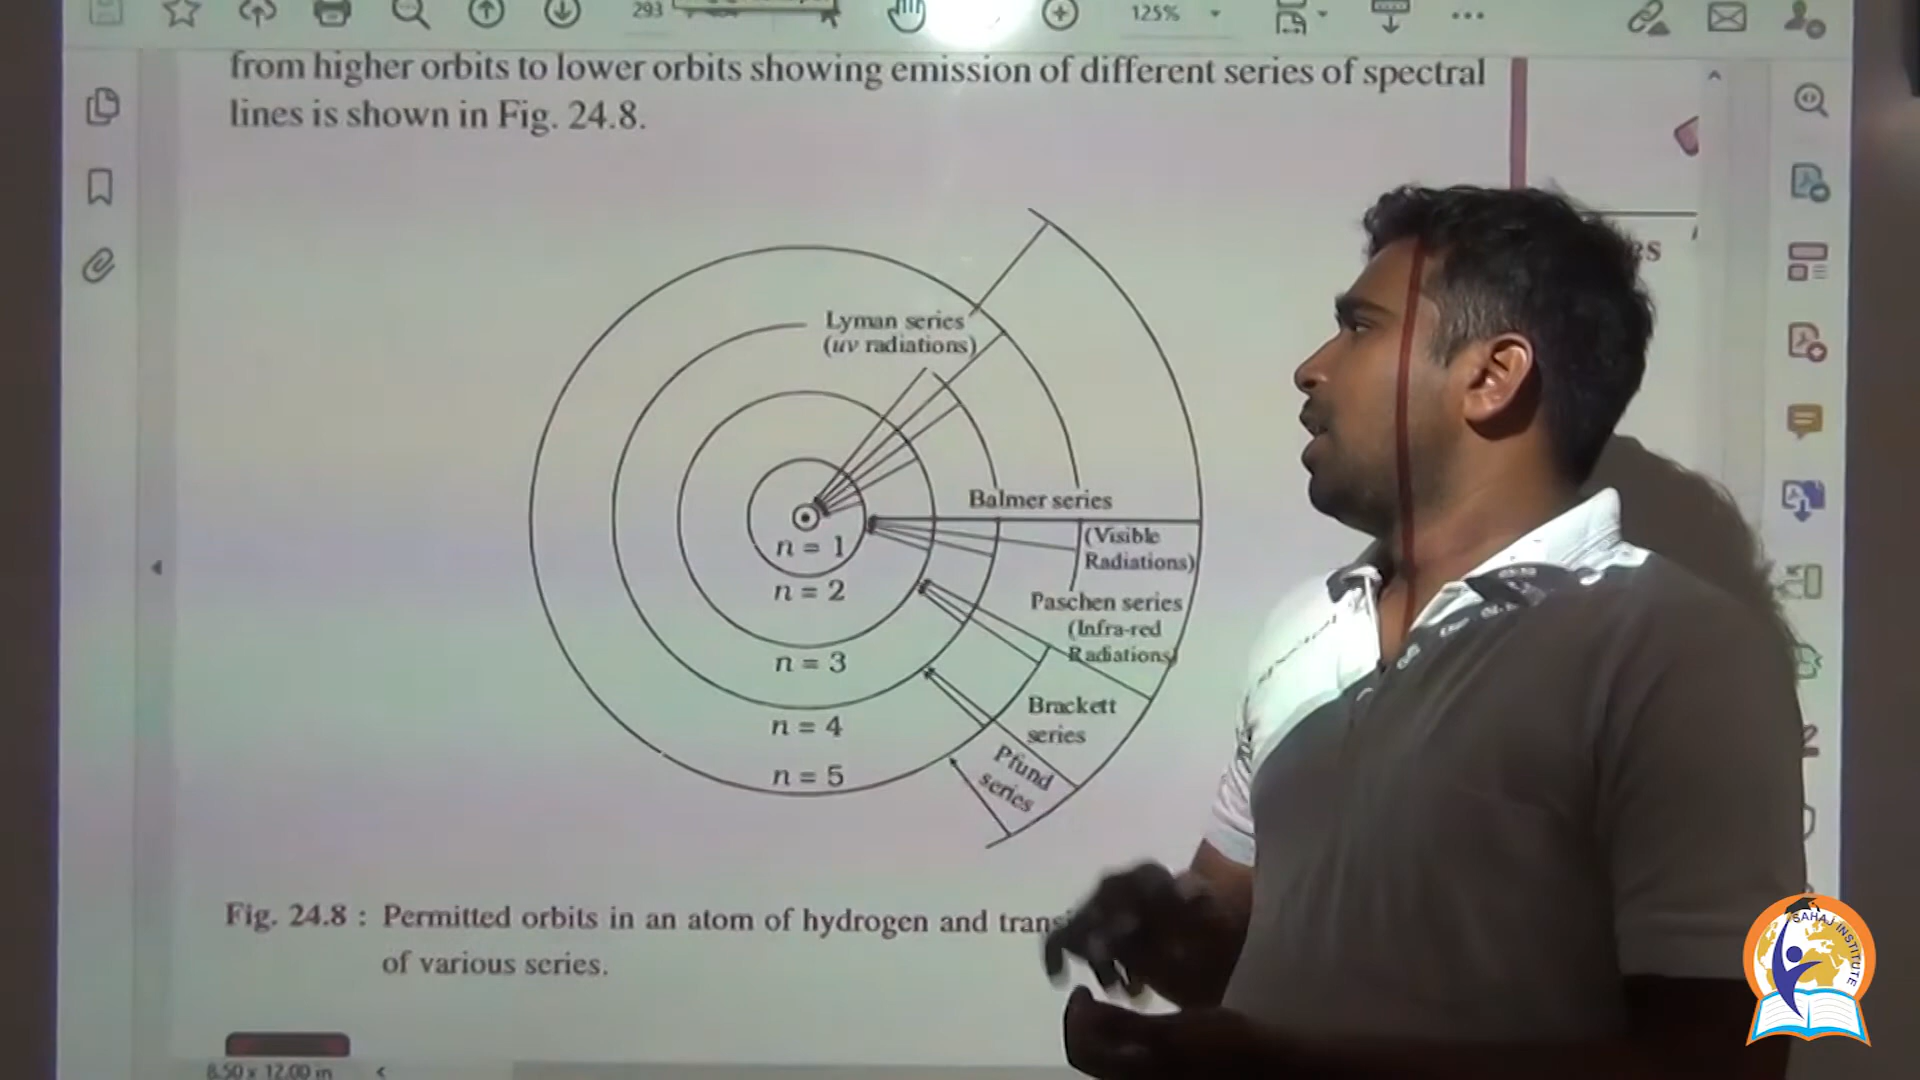 293
125%
from higher orbits to lower orbits showing emission of different series of spectral
lines is shown in Fig. 24.8.
Lyman series
(uv radiations)
Balmer series
(Visible
Radiations)
Paschen series
(Infra-red
Radiations)
Brackett
series
Pfund
series
n = 1
n = 2
n = 3
n = 4
n = 5
Fig. 24.8 : Permitted orbits in an atom of hydrogen and
of various series.
8.50 x 12.00 in
SAHAJ INSTITUTE